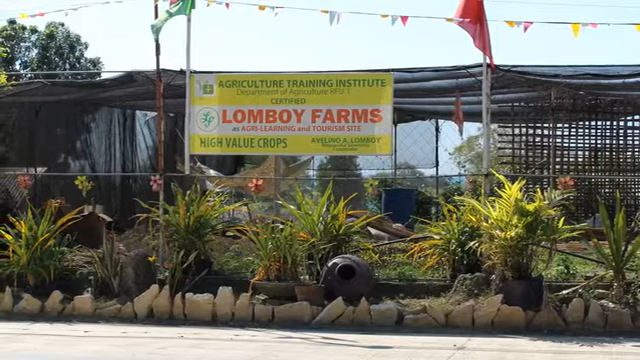 AGRICULTURE TRAINING INSTITUTE
Department of Agriculture RFU 1
CERTIFIED
LOMBOY FARMS
as AGRI-LEARNING and TOURISM SITE
HIGH VALUE CROPS
AVELINO A. LOMBOY